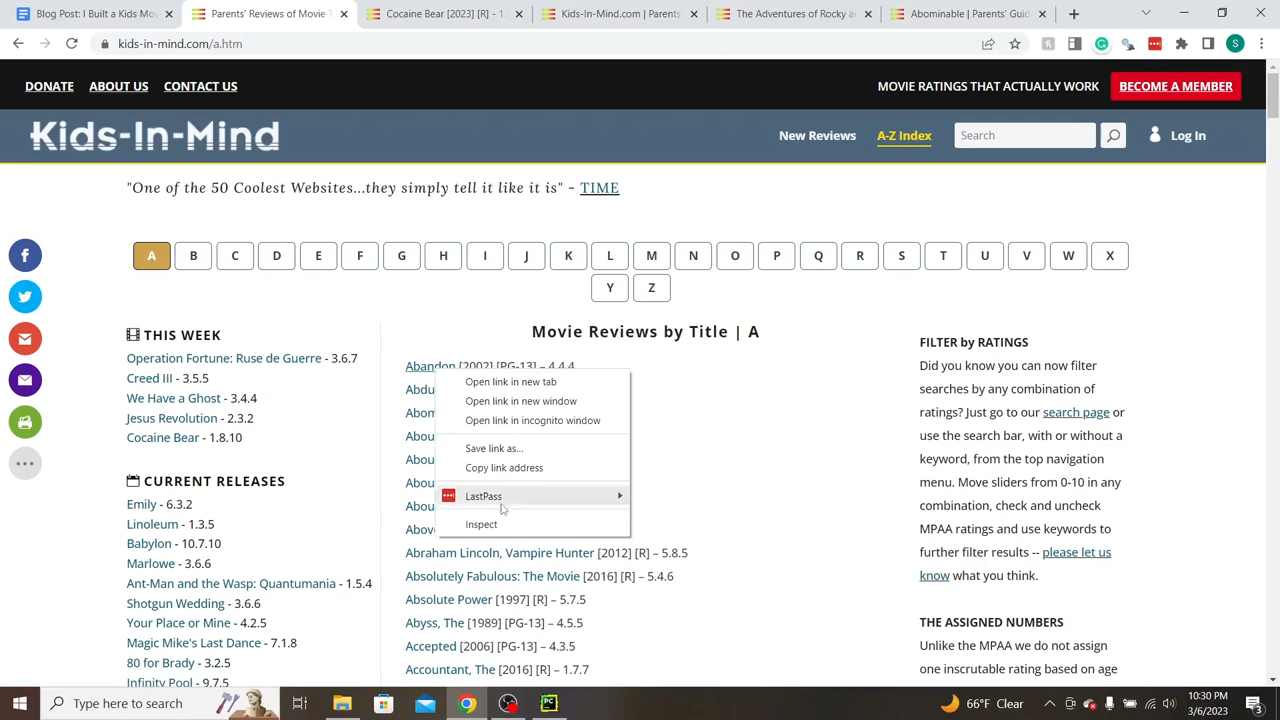 Blog Post: I Built a Kids Mov
Parents' Reviews of Movie T
Cocaine Bear [2023] [R] - 1.
Kids-In-Mind.com | Parents'
The Adventures of Rocky a
Abominable | Parents' Guid
kids-in-mind.com/a.htm
DONATE ABOUT US CONTACT US
MOVIE RATINGS THAT ACTUALLY WORK BECOME A MEMBER
Kids-In-Mind
New Reviews A-Z Index Search Log In
"One of the 50 Coolest Websites...they simply tell it like it is" - TIME
A B C D E F G H I J K L M N O P Q R S T U V W X
Y Z
THIS WEEK
Operation Fortune: Ruse de Guerre - 3.6.7
Creed III - 3.5.5
We Have a Ghost - 3.4.4
Jesus Revolution - 2.3.2
Cocaine Bear - 1.8.10
CURRENT RELEASES
Emily - 6.3.2
Linoleum - 1.3.5
Babylon - 10.7.10
Marlowe - 3.6.6
Ant-Man and the Wasp: Quantumania - 1.5.4
Shotgun Wedding - 3.6.6
Your Place or Mine - 4.2.5
Magic Mike's Last Dance - 7.1.8
80 for Brady - 3.2.5
Infinity Pool - 9.7.5
Movie Reviews by Title | A
Abandon [2002] [PG-13] – 4.4.4
Abdu
Abom
Abou
Abou
Abou
Abou
Abov
Abraham Lincoln, Vampire Hunter [2012] [R] – 5.8.5
Absolutely Fabulous: The Movie [2016] [R] – 5.4.6
Absolute Power [1997] [R] – 5.7.5
Abyss, The [1989] [PG-13] – 4.5.5
Accepted [2006] [PG-13] – 4.3.5
Accountant, The [2016] [R] – 1.7.7
Open link in new tab
Open link in new window
Open link in incognito window
Save link as...
Copy link address
LastPass
Inspect
FILTER by RATINGS
Did you know you can now filter
searches by any combination of
ratings? Just go to our search page or
use the search bar, with or without a
keyword, from the top navigation
menu. Move sliders from 0-10 in any
combination, check and uncheck
MPAA ratings and use keywords to
further filter results -- please let us
know what you think.
THE ASSIGNED NUMBERS
Unlike the MPAA we do not assign
one inscrutable rating based on age
Type here to search
PC
66°F Clear
10:30 PM
3/6/2023
3
S